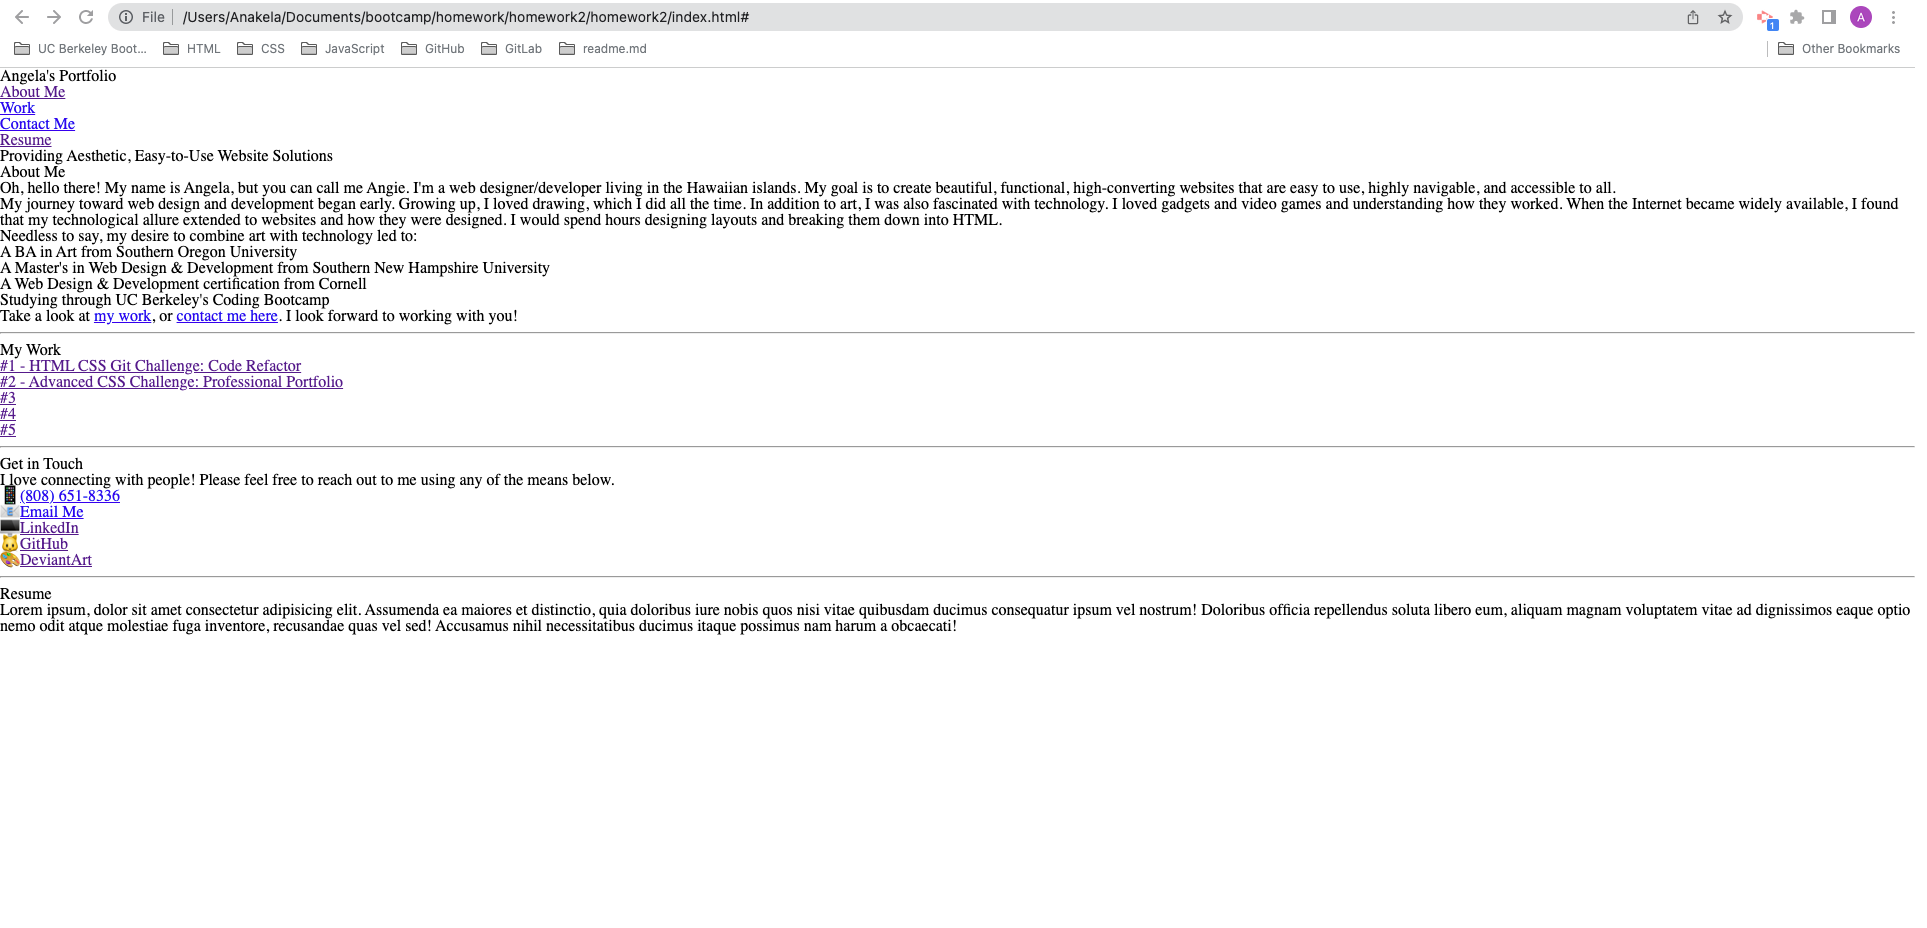 File /Users/Anakela/Documents/bootcamp/homework/homework2/homework2/index.html#
1
A
UC Berkeley Boot... HTML CSS JavaScript GitHub GitLab readme.md Other Bookmarks
Angela's Portfolio
About Me
Work
Contact Me
Resume
Providing Aesthetic, Easy-to-Use Website Solutions
About Me
Oh, hello there! My name is Angela, but you can call me Angie. I'm a web designer/developer living in the Hawaiian islands. My goal is to create beautiful, functional, high-converting websites that are easy to use, highly navigable, and accessible to all.
My journey toward web design and development began early. Growing up, I loved drawing, which I did all the time. In addition to art, I was also fascinated with technology. I loved gadgets and video games and understanding how they worked. When the Internet became widely available, I found
that my technological allure extended to websites and how they were designed. I would spend hours designing layouts and breaking them down into HTML.
Needless to say, my desire to combine art with technology led to:
A BA in Art from Southern Oregon University
A Master's in Web Design & Development from Southern New Hampshire University
A Web Design & Development certification from Cornell
Studying through UC Berkeley's Coding Bootcamp
Take a look at my work, or contact me here. I look forward to working with you!
My Work
#1 - HTML CSS Git Challenge: Code Refactor
#2 - Advanced CSS Challenge: Professional Portfolio
#3
#4
#5
Get in Touch
I love connecting with people! Please feel free to reach out to me using any of the means below.
(808) 651-8336
Email Me
LinkedIn
GitHub
DeviantArt
Resume
Lorem ipsum, dolor sit amet consectetur adipisicing elit. Assumenda ea maiores et distinctio, quia doloribus iure nobis quos nisi vitae quibusdam ducimus consequatur ipsum vel nostrum! Doloribus officia repellendus soluta libero eum, aliquam magnam voluptatem vitae ad dignissimos eaque optio
nemo odit atque molestiae fuga inventore, recusandae quas vel sed! Accusamus nihil necessitatibus ducimus itaque possimus nam harum a obcaecati!